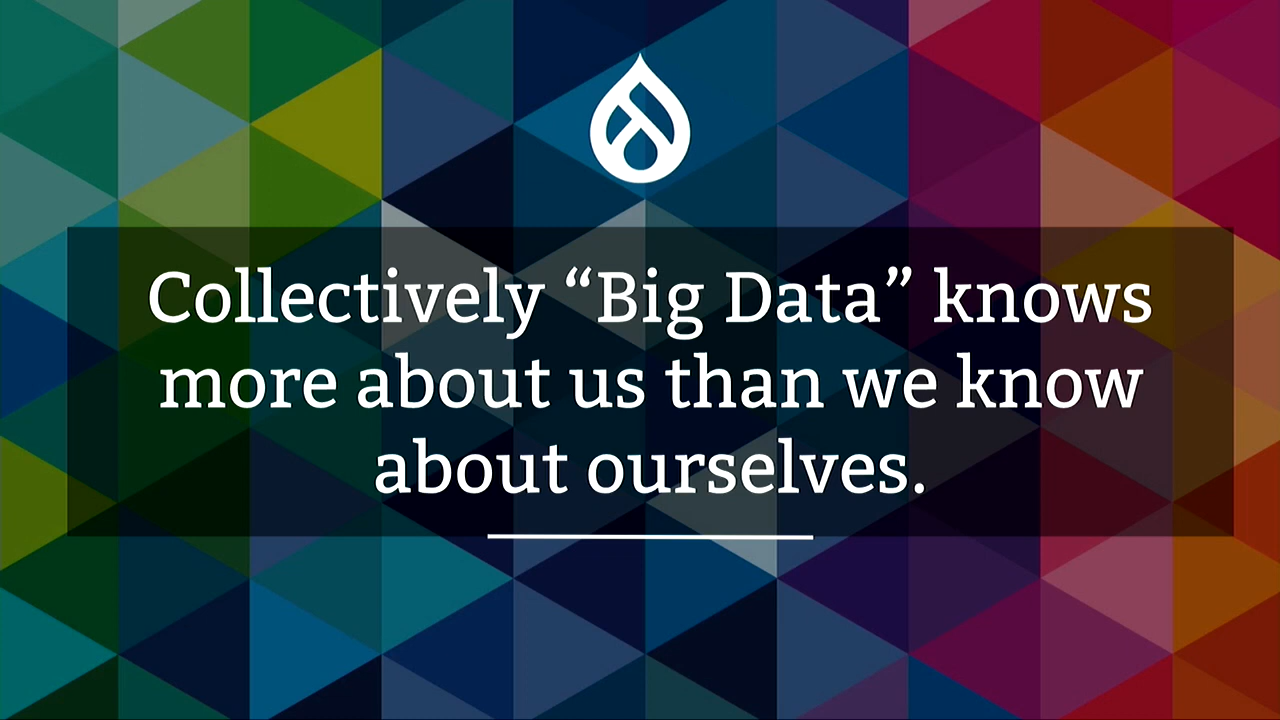 Collectively “Big Data” knows
more about us than we know
about ourselves.